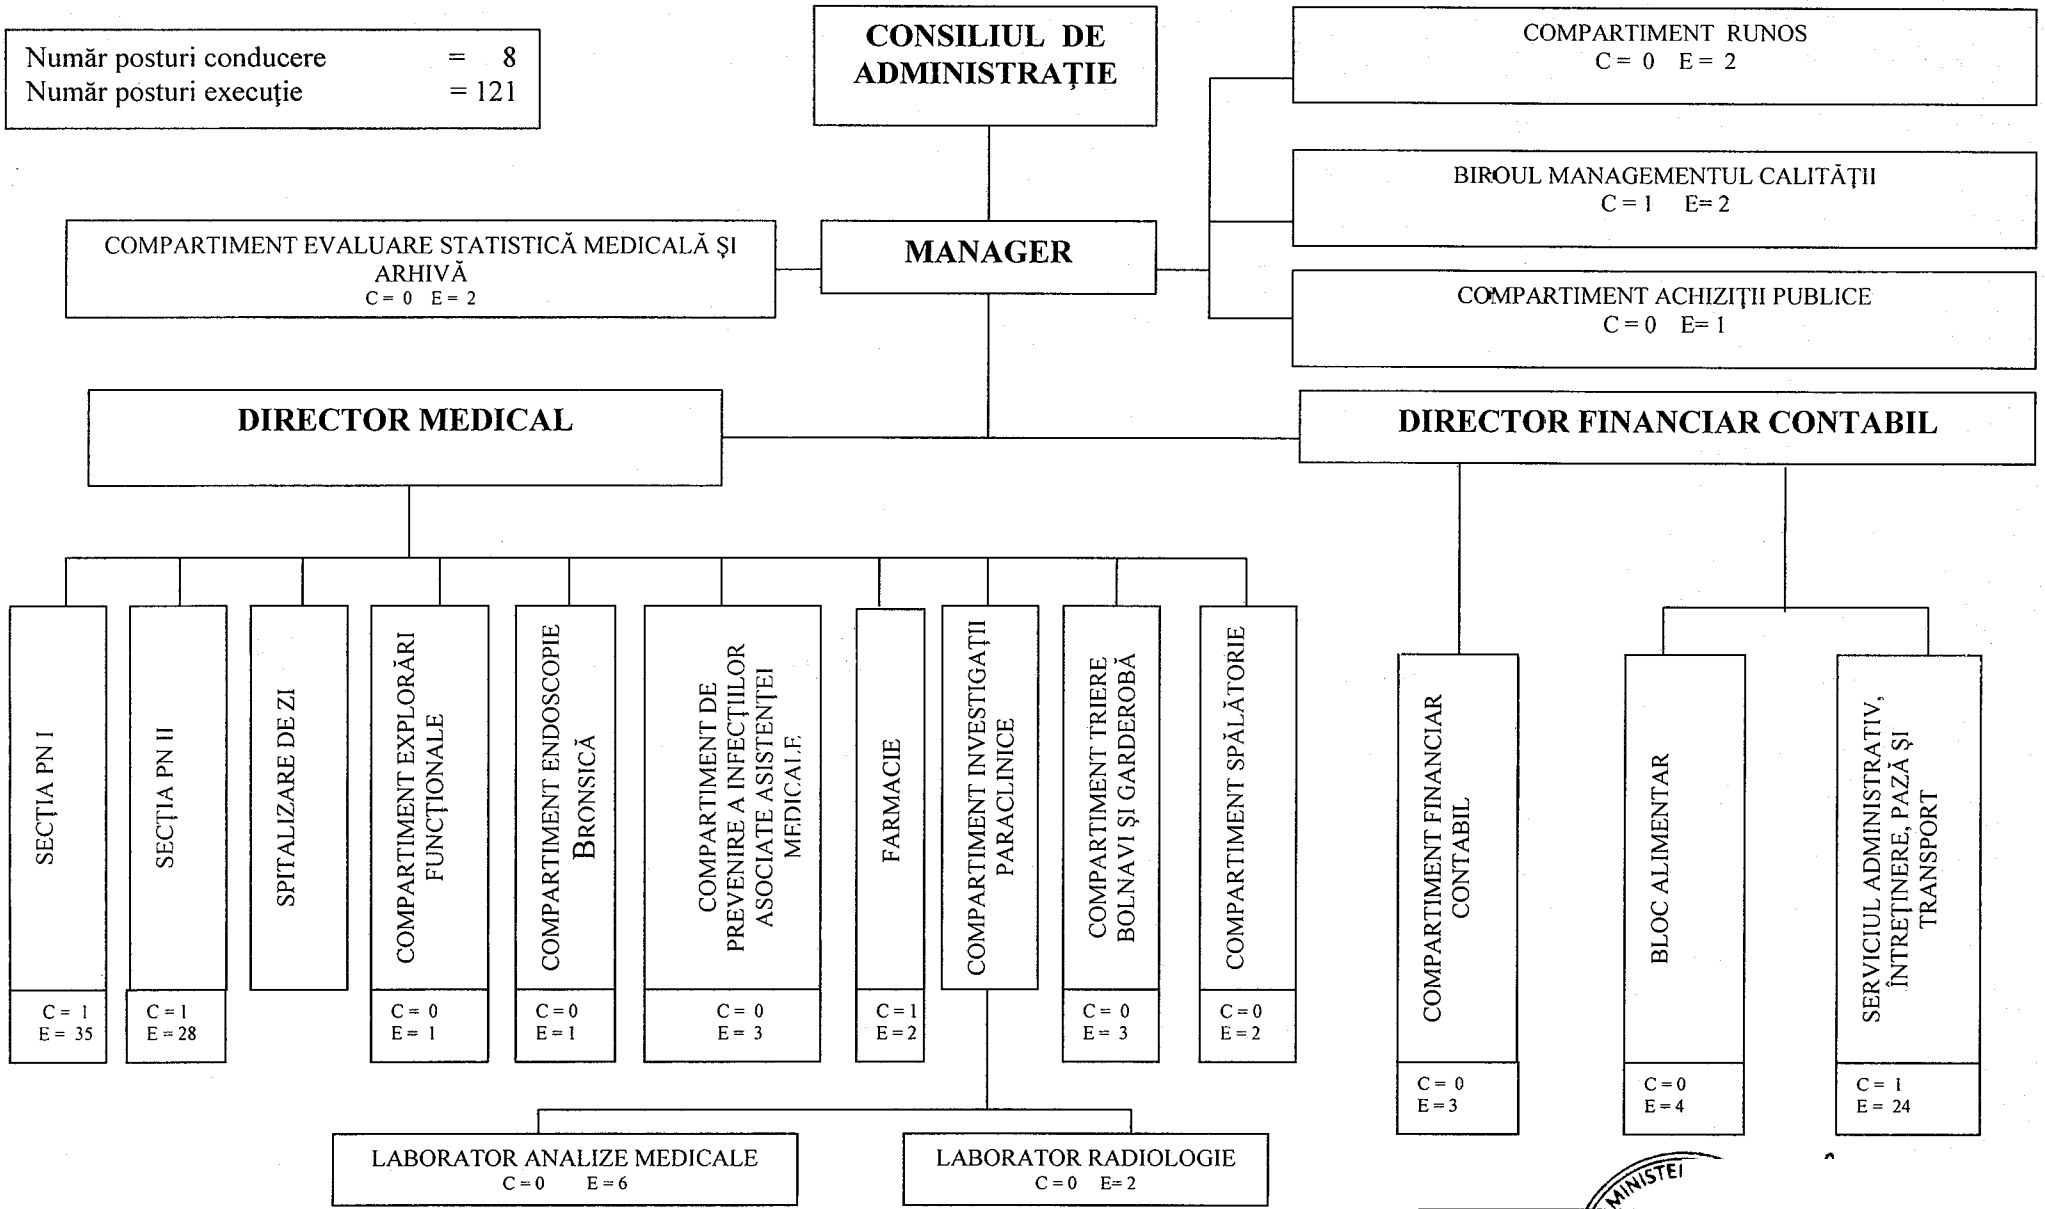 Număr posturi conducere = 8
Număr posturi execuţie = 121
CONSILIUL DE
ADMINISTRAŢIE
COMPARTIMENT RUNOS
C = 0 E = 2
BIROUL MANAGEMENTUL CALITĂŢII
C = 1 E= 2
COMPARTIMENT EVALUARE STATISTICĂ MEDICALĂ ŞI
ARHIVĂ
C = 0 E = 2
MANAGER
COMPARTIMENT ACHIZIŢII PUBLICE
C = 0 E= 1
DIRECTOR MEDICAL
DIRECTOR FINANCIAR CONTABIL
SECŢIA PN I
C = 1
E = 35
SECŢIA PN II
C = 1
E = 28
SPITALIZARE DE ZI
COMPARTIMENT EXPLORĂRI
FUNCŢIONALE
C = 0
E = 1
COMPARTIMENT ENDOSCOPIE
BRONSICĂ
C = 0
E = 1
COMPARTIMENT DE
PREVENIRE A INFECŢIILOR
ASOCIATE ASISTENŢEI
MEDICALE
C = 0
E = 3
FARMACIE
C = 1
E = 2
COMPARTIMENT INVESTIGAŢII
PARACLINICE
COMPARTIMENT TRIERE
BOLNAVI ŞI GARDEROBĂ
C = 0
E = 3
COMPARTIMENT SPĂLĂTORIE
C = 0
E = 2
COMPARTIMENT FINANCIAR
CONTABIL
C = 0
E = 3
BLOC ALIMENTAR
C = 0
E = 4
SERVICIUL ADMINISTRATIV,
ÎNTREŢINERE, PAZĂ ŞI
TRANSPORT
C = 1
E = 24
LABORATOR ANALIZE MEDICALE
C = 0 E = 6
LABORATOR RADIOLOGIE
C = 0 E= 2
MINISTE